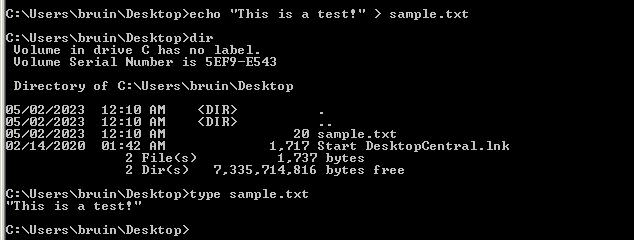 C:\Users\bruin\Desktop>echo "This is a test!" > sample.txt
C:\Users\bruin\Desktop>dir
Volume in drive C has no label.
Volume Serial Number is 5EF9-E543
Directory of C:\Users\bruin\Desktop
05/02/2023 12:10 AM <DIR> .
05/02/2023 12:10 AM <DIR> ..
05/02/2023 12:10 AM 20 sample.txt
02/14/2020 01:42 AM 1,717 Start DesktopCentral.lnk
2 File(s) 1,737 bytes
2 Dir(s) 7,335,714,816 bytes free
C:\Users\bruin\Desktop>type sample.txt
"This is a test!"
C:\Users\bruin\Desktop>